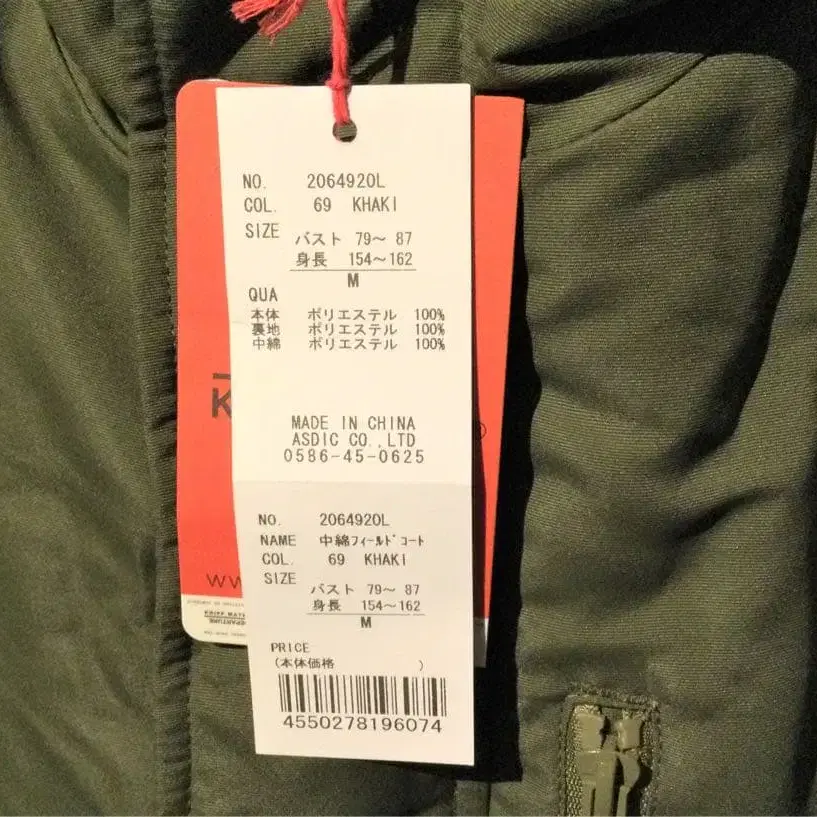 NO. 2064920L
COL. 69 KHAKI
SIZE バスト 79～ 87
身長 154～162
M
QUA
本体 ポリエステル 100%
裏地 ポリエステル 100%
中綿 ポリエステル 100%
MADE IN CHINA
ASDIC CO.,LTD
0586-45-0625
NO. 2064920L
NAME 中綿ﾌｨｰﾙﾄﾞｺｰﾄ
COL. 69 KHAKI
SIZE
バスト 79～ 87
身長 154～162
M
PRICE
(本体価格 )
4550278196074
K
WW